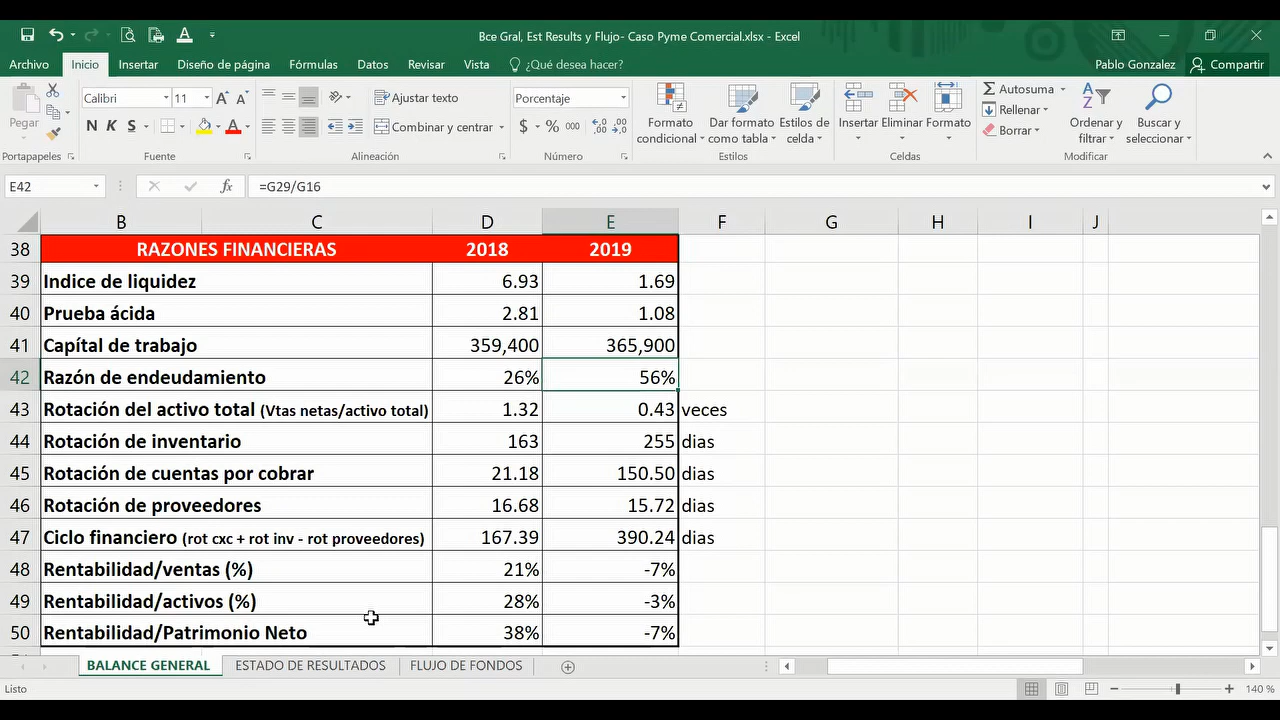 Bce Gral, Est Results y Flujo- Caso Pyme Comercial.xlsx - Excel
Archivo Inicio Insertar Diseño de página Fórmulas Datos Revisar Vista ¿Qué desea hacer? Pablo Gonzalez Compartir
Pegar
Calibri 11
N K S
Ajustar texto
Combinar y centrar
Porcentaje
$ % 000
Formato condicional
Dar formato como tabla
Estilos de celda
Insertar Eliminar Formato
Autosuma
Rellenar
Borrar
Ordenar y filtrar
Buscar y seleccionar
Portapapeles Fuente Alineación Número Estilos Celdas Modificar
E42 fx =G29/G16
B C D E F G H I J
38 RAZONES FINANCIERAS 2018 2019
39 Indice de liquidez 6.93 1.69
40 Prueba ácida 2.81 1.08
41 Capítal de trabajo 359,400 365,900
42 Razón de endeudamiento 26% 56%
43 Rotación del activo total (Vtas netas/activo total) 1.32 0.43 veces
44 Rotación de inventario 163 255 dias
45 Rotación de cuentas por cobrar 21.18 150.50 dias
46 Rotación de proveedores 16.68 15.72 dias
47 Ciclo financiero (rot cxc + rot inv - rot proveedores) 167.39 390.24 dias
48 Rentabilidad/ventas (%) 21% -7%
49 Rentabilidad/activos (%) 28% -3%
50 Rentabilidad/Patrimonio Neto 38% -7%
BALANCE GENERAL ESTADO DE RESULTADOS FLUJO DE FONDOS
Listo 140 %